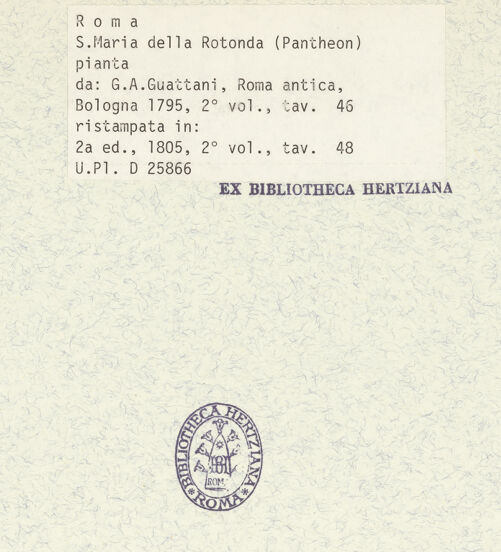 R o m a
S.Maria della Rotonda (Pantheon)
pianta
da: G.A.Guattani, Roma antica,
Bologna 1795, 2° vol., tav. 46
ristampata in:
2a ed., 1805, 2° vol., tav. 48
U.Pl. D 25866
EX BIBLIOTHECA HERTZIANA
BIBLIOTHECA HERTZIANA
ROM
* ROMA *